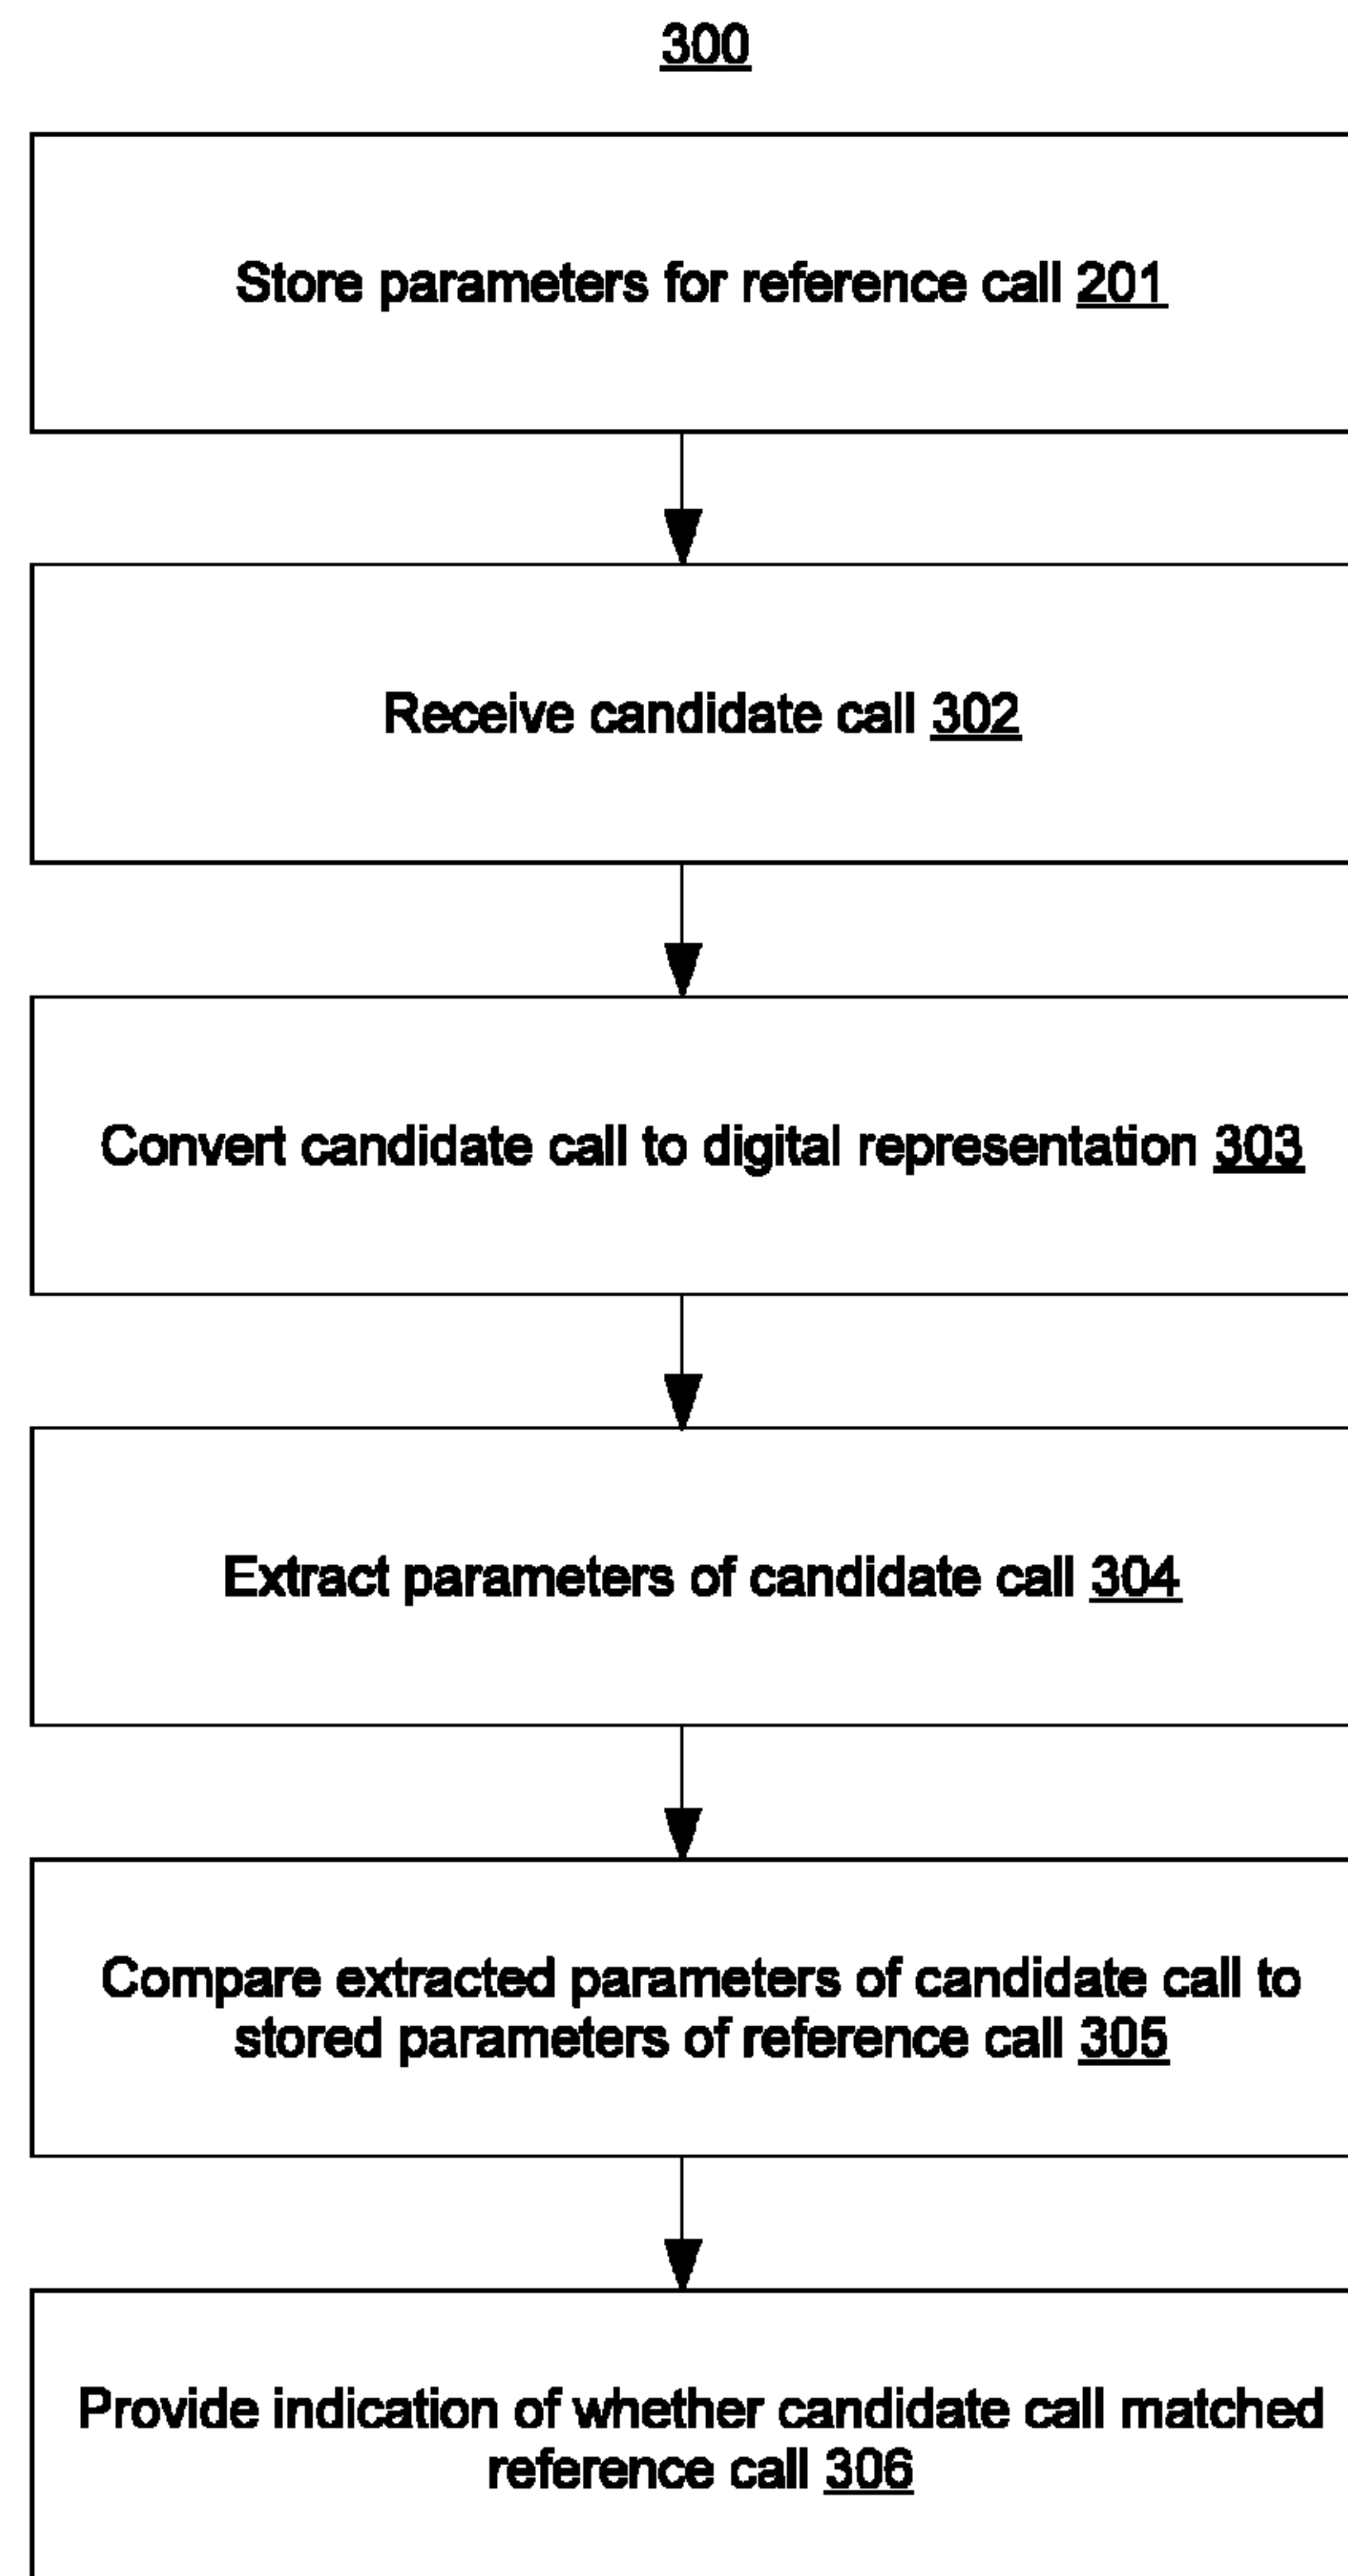 300
Store parameters for reference call 201
Receive candidate call 302
Convert candidate call to digital representation 303
Extract parameters of candidate call 304
Compare extracted parameters of candidate call to
stored parameters of reference call 305
Provide indication of whether candidate call matched
reference call 306